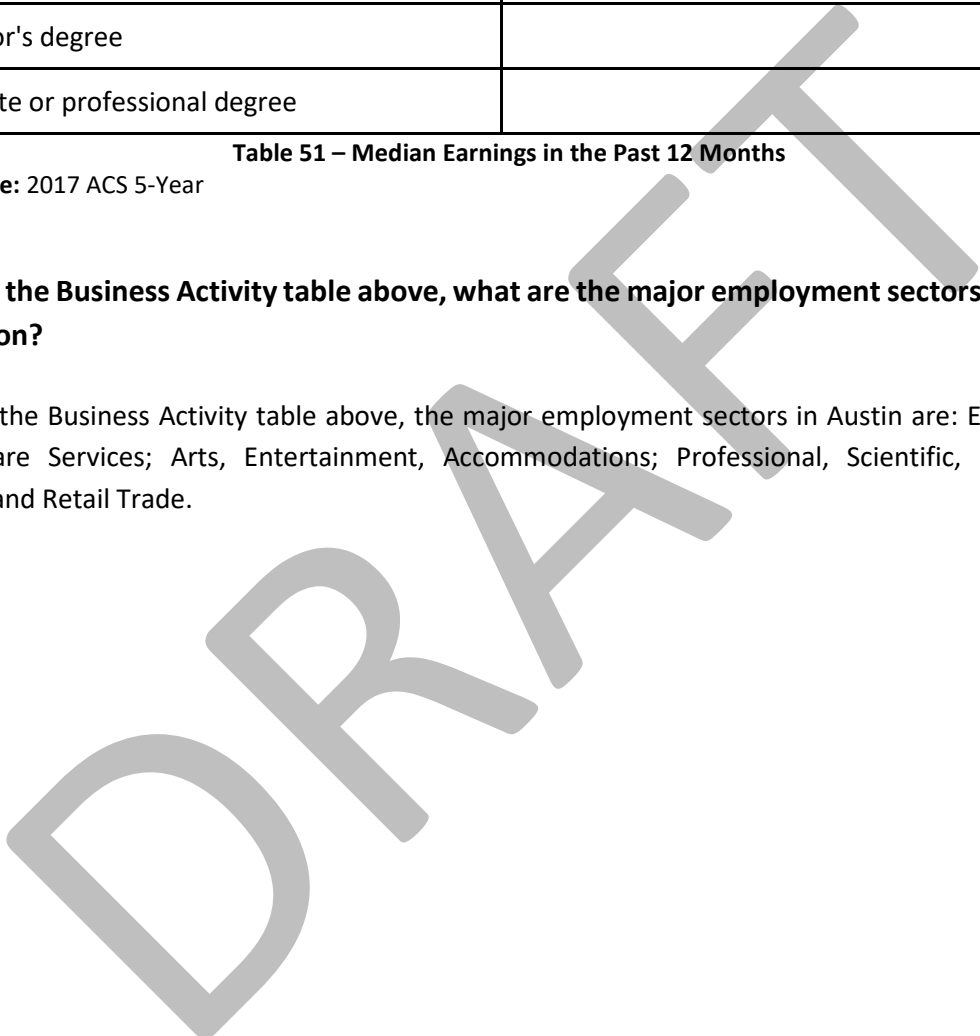 or's degree
te or professional degree
Table 51 – Median Earnings in the Past 12 Months
e: 2017 ACS 5-Year
the Business Activity table above, what are the major employment sectors
on?
the Business Activity table above, the major employment sectors in Austin are: E
are Services; Arts, Entertainment, Accommodations; Professional, Scientific,
and Retail Trade.
DRAFT